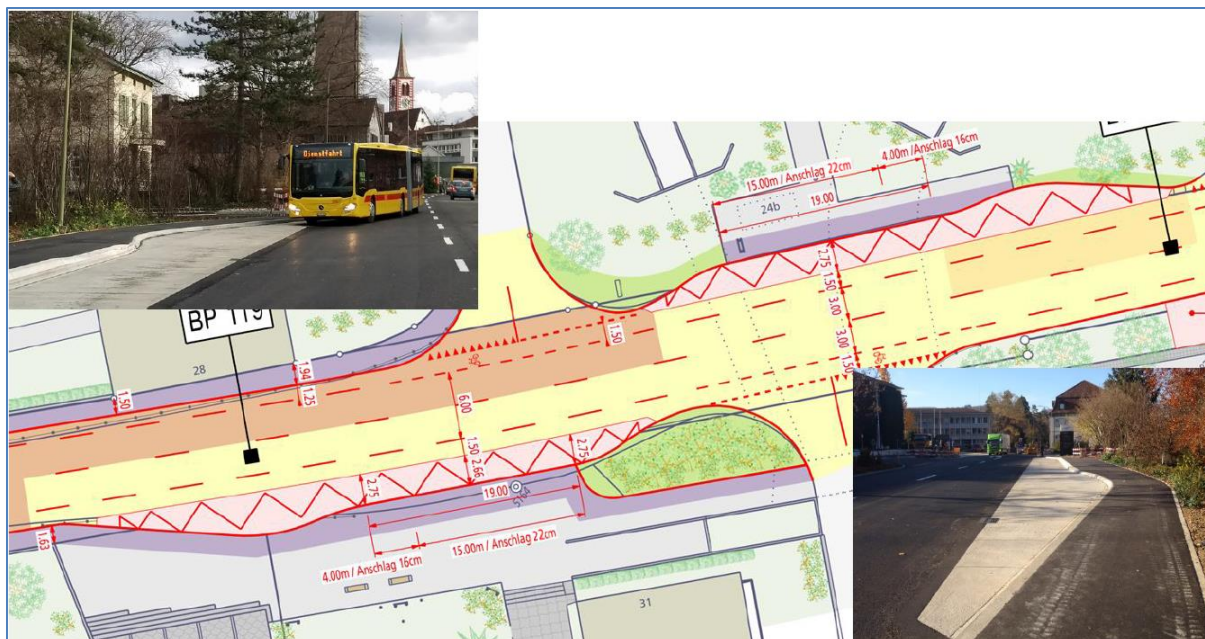 Dienstfahrt
15.00m / Anschlag 22cm
4.00m / Anschlag 16cm
19.00
24b
2.75
1.50
3.00
3.00
1.50
BP 119
28
1.50
1.94
1.25
1.50
6.00
1.50
2.66
2.75
2.75
19.00
1.63
4.00m / Anschlag 16cm
15.00m / Anschlag 22cm
31